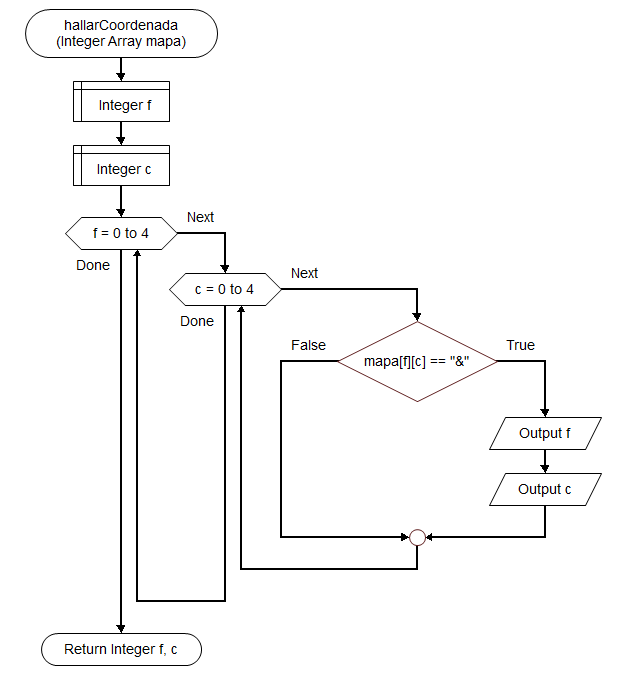 hallarCoordenada
(Integer Array mapa)
Integer f
Integer c
f = 0 to 4
Next
Done
c = 0 to 4
Next
Done
mapa[f][c] == "&"
False
True
Output f
Output c
Return Integer f, c